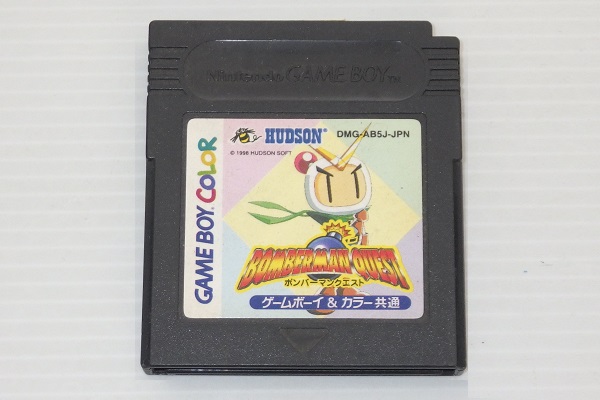 Nintendo GAME BOY TM
HUDSON DMG-AB5J-JPN
© 1998 HUDSON SOFT
GAME BOY COLOR
BOMBERMAN QUEST
ボンバーマンクエスト
ゲームボーイ & カラー共通